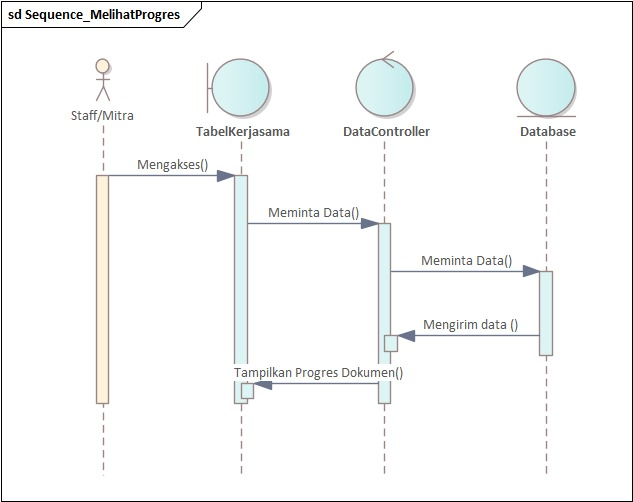 sd Sequence_MelihatProgres
Staff/Mitra
TabelKerjasama
DataController
Database
Mengakses()
Meminta Data()
Meminta Data()
Mengirim data ()
Tampilkan Progres Dokumen()